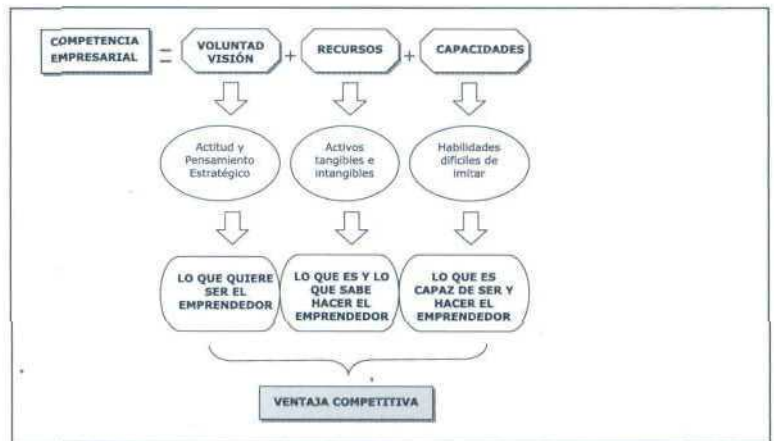 COMPETENCIA
EMPRESARIAL
=
VOLUNTAD
VISIÓN
+
RECURSOS
+
CAPACIDADES
Actitud y
Pensamiento
Estratégico
Activos
tangibles e
intangibles
Habilidades
difíciles de
imitar
LO QUE QUIERE
SER EL
EMPRENDEDOR
LO QUE ES Y LO
QUE SABE
HACER EL
EMPRENDEDOR
LO QUE ES
CAPAZ DE SER Y
HACER EL
EMPRENDEDOR
VENTAJA COMPETITIVA